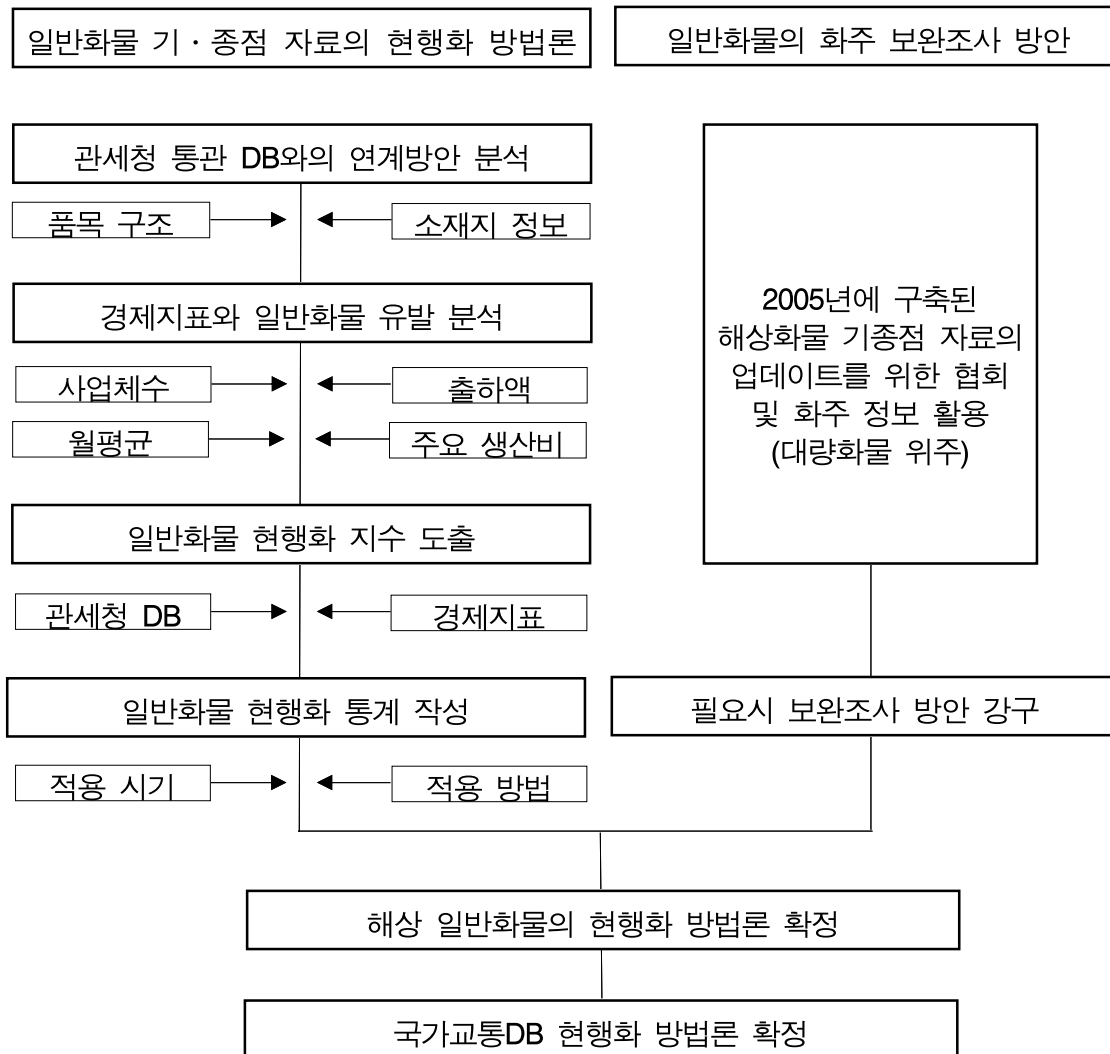 일반화물 기 · 종점 자료의 현행화 방법론
일반화물의 화주 보완조사 방안
관세청 통관 DB와의 연계방안 분석
품목 구조
소재지 정보
경제지표와 일반화물 유발 분석
사업체수
출하액
월평균
주요 생산비
일반화물 현행화 지수 도출
관세청 DB
경제지표
일반화물 현행화 통계 작성
적용 시기
적용 방법
2005년에 구축된
해상화물 기종점 자료의
업데이트를 위한 협회
및 화주 정보 활용
(대량화물 위주)
필요시 보완조사 방안 강구
해상 일반화물의 현행화 방법론 확정
국가교통DB 현행화 방법론 확정